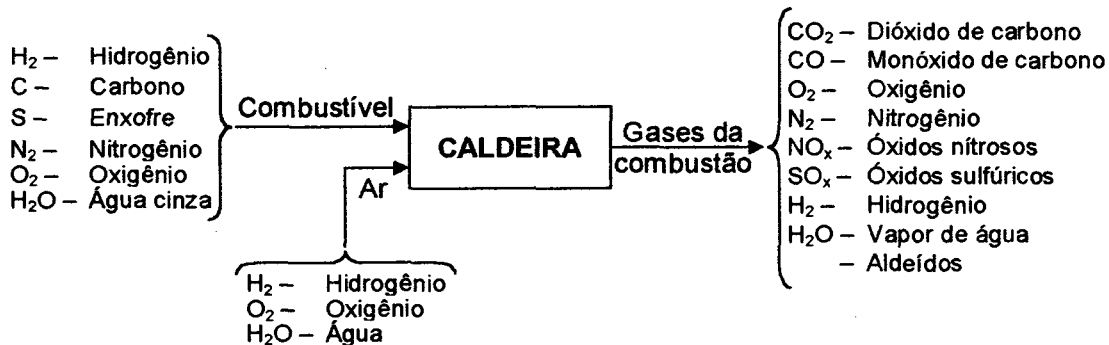 H₂ – Hidrogênio
C – Carbono
S – Enxofre
N₂ – Nitrogênio
O₂ – Oxigênio
H₂O – Água cinza
Combustível
Ar
H₂ – Hidrogênio
O₂ – Oxigênio
H₂O – Água
CALDEIRA
Gases da
combustão
CO₂ – Dióxido de carbono
CO – Monóxido de carbono
O₂ – Oxigênio
N₂ – Nitrogênio
NOₓ – Óxidos nítrosos
SOₓ – Óxidos sulfúricos
H₂ – Hidrogênio
H₂O – Vapor de água
– Aldeídos